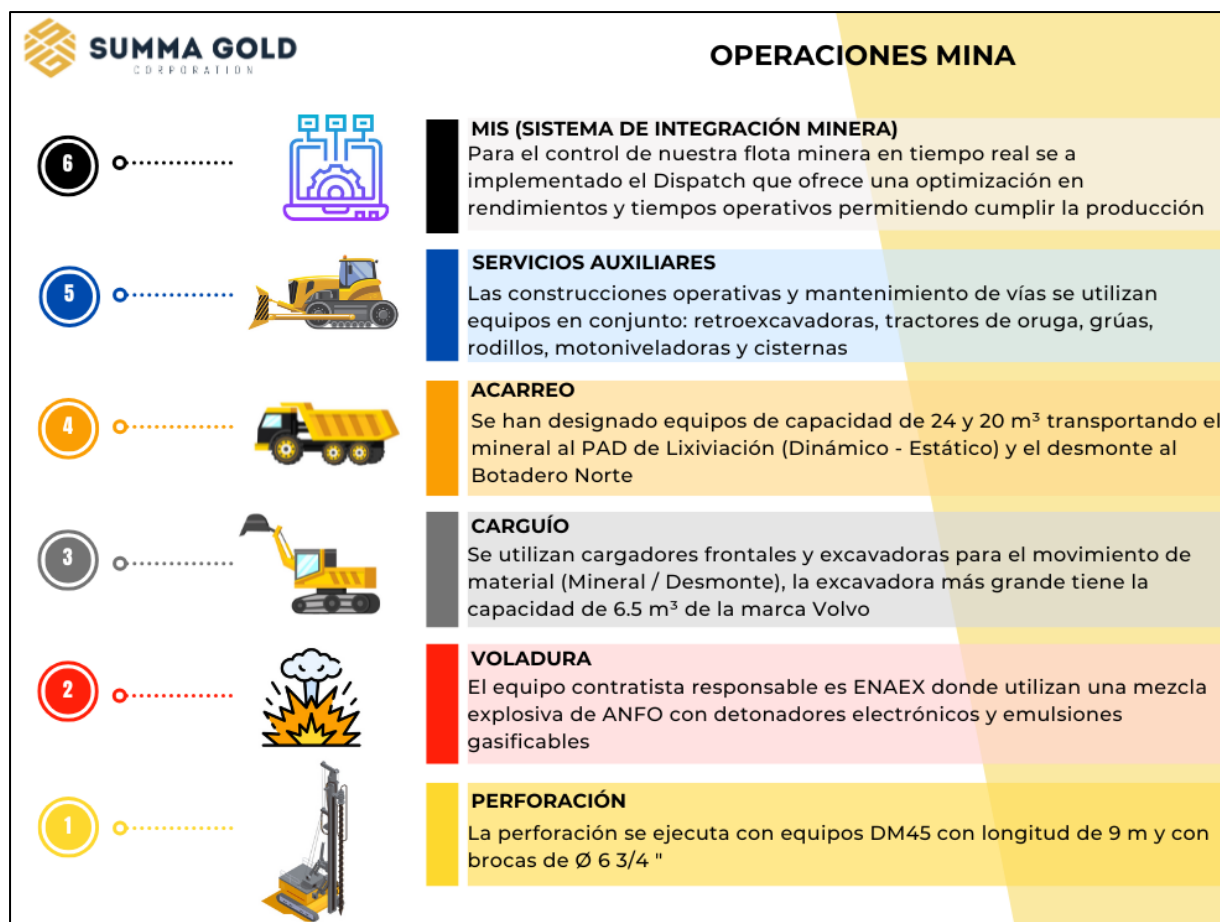 SUMMA GOLD
CORPORATION
OPERACIONES MINA
6
MIS (SISTEMA DE INTEGRACIÓN MINERA)
Para el control de nuestra flota minera en tiempo real se a
implementado el Dispatch que ofrece una optimización en
rendimientos y tiempos operativos permitiendo cumplir la producción
5
SERVICIOS AUXILIARES
Las construcciones operativas y mantenimiento de vías se utilizan
equipos en conjunto: retroexcavadoras, tractores de oruga, grúas,
rodillos, motoniveladoras y cisternas
4
ACARREO
Se han designado equipos de capacidad de 24 y 20 m³ transportando el
mineral al PAD de Lixiviación (Dinámico - Estático) y el desmonte al
Botadero Norte
3
CARGUÍO
Se utilizan cargadores frontales y excavadoras para el movimiento de
material (Mineral / Desmonte), la excavadora más grande tiene la
capacidad de 6.5 m³ de la marca Volvo
2
VOLADURA
El equipo contratista responsable es ENAEX donde utilizan una mezcla
explosiva de ANFO con detonadores electrónicos y emulsiones
gasificables
1
PERFORACIÓN
La perforación se ejecuta con equipos DM45 con longitud de 9 m y con
brocas de Ø 6 3/4 "